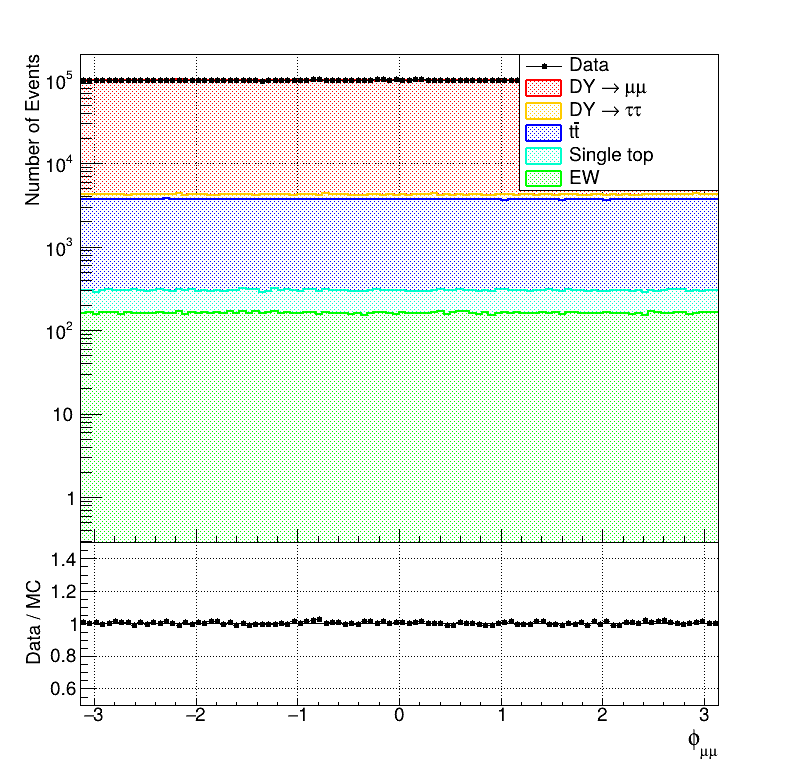 Number of Events
10⁵
10⁴
10³
10²
10
1
Data
DY → μμ
DY → ττ
tt̄
Single top
EW
Data / MC
1.4
1.2
1
0.8
0.6
−3 −2 −1 0 1 2 3
ϕμμ